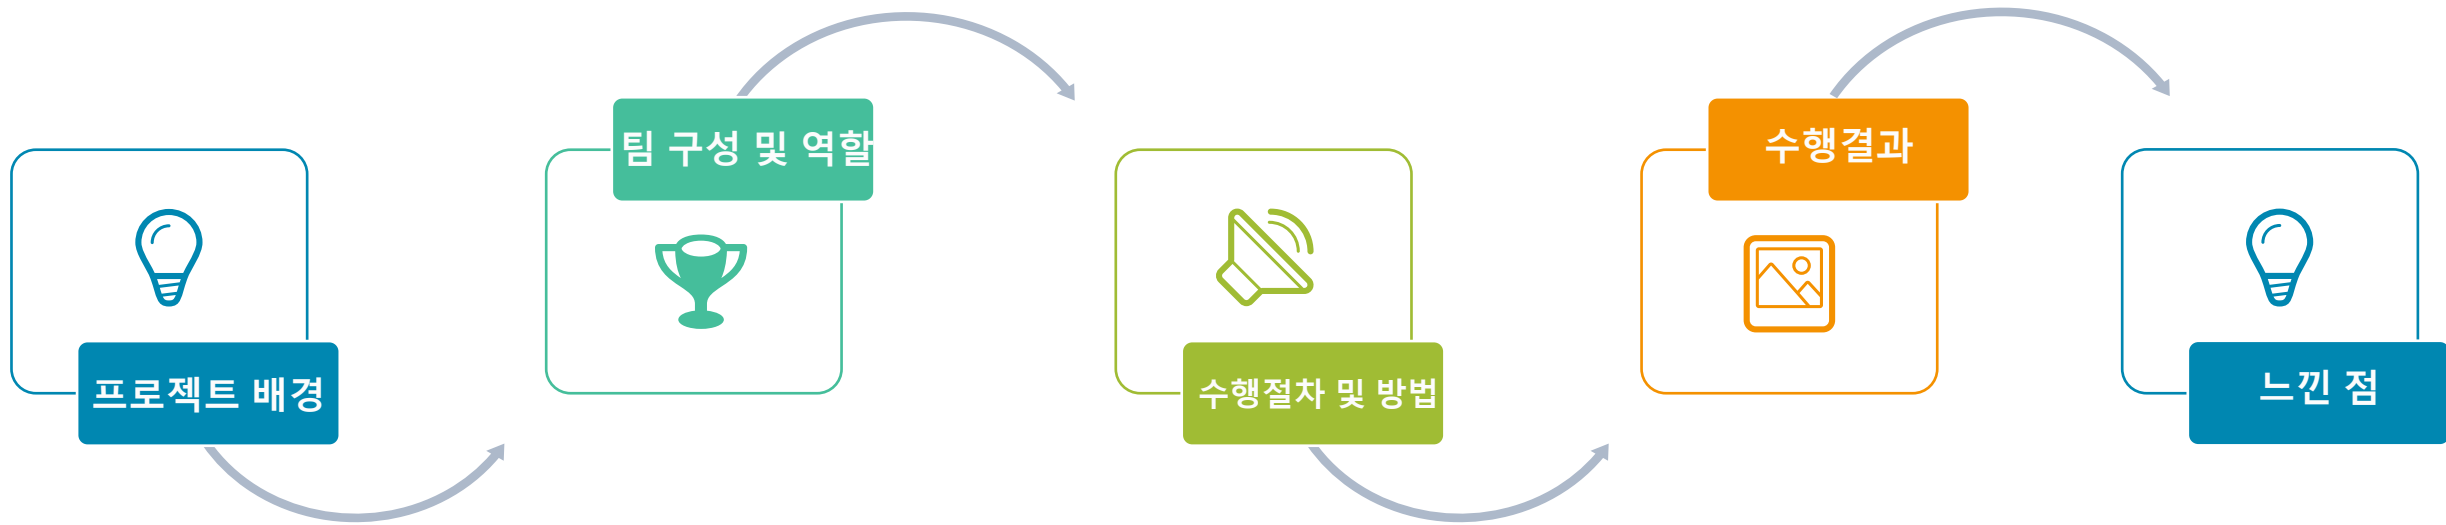 프로젝트 배경
팀 구성 및 역할
수행절차 및 방법
수행결과
느낀 점